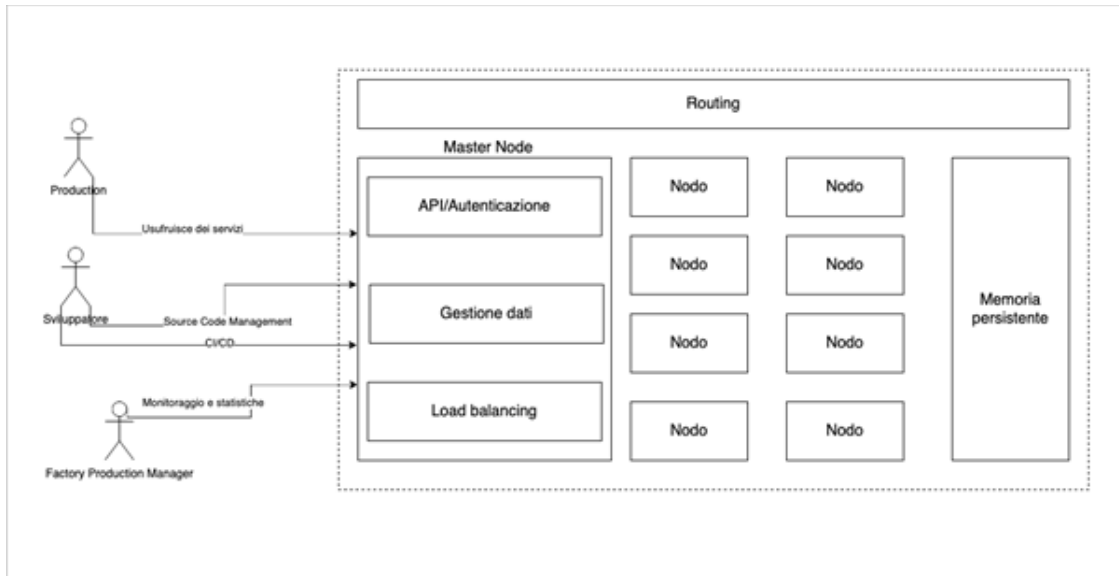 Routing
Master Node
API/Autenticazione
Gestione dati
Load balancing
Nodo
Nodo
Nodo
Nodo
Nodo
Nodo
Nodo
Nodo
Memoria
persistente
Production
Usufruisce dei servizi
Sviluppatore
Source Code Management
CI/CD
Monitoraggio e statistiche
Factory Production Manager